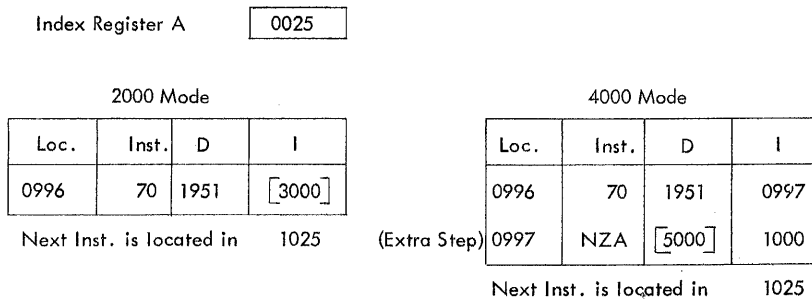 Index Register A 0025
2000 Mode 4000 Mode
Loc. Inst. D I Loc. Inst. D I
0996 70 1951 [3000] 0996 70 1951 0997
Next Inst. is located in 1025 (Extra Step) 0997 NZA [5000] 1000
Next Inst. is located in 1025